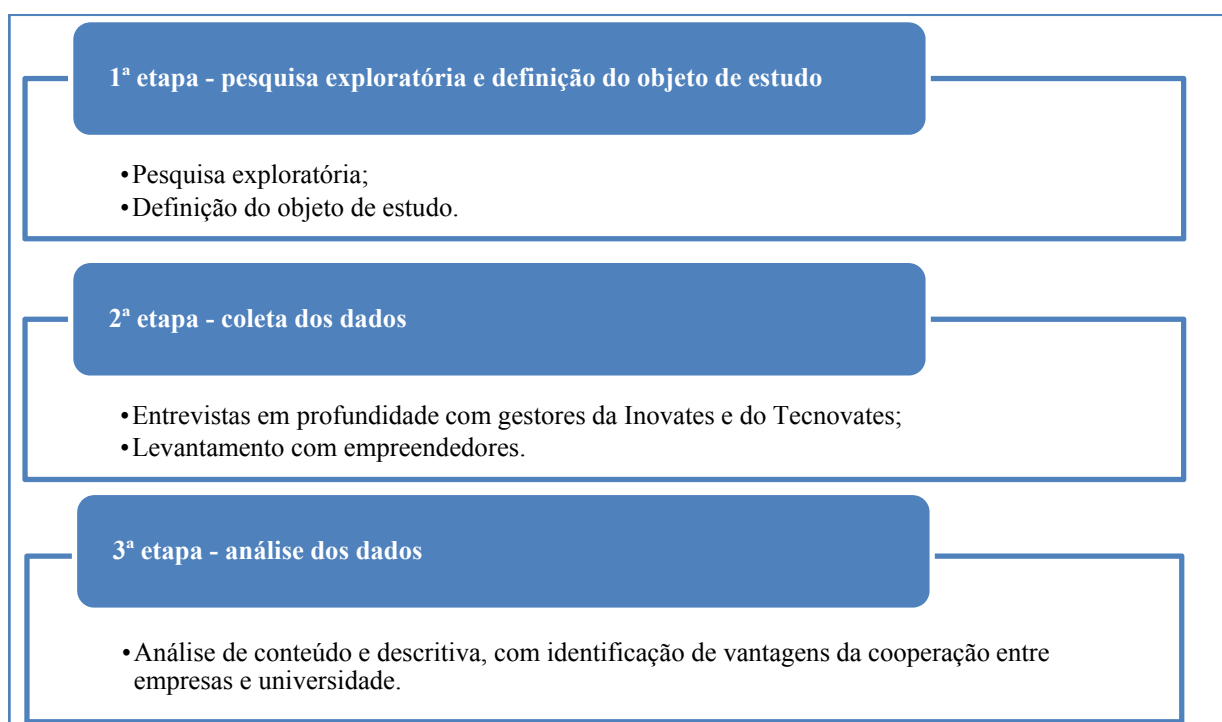 1ª etapa - pesquisa exploratória e definição do objeto de estudo
•Pesquisa exploratória;
•Definição do objeto de estudo.
2ª etapa - coleta dos dados
•Entrevistas em profundidade com gestores da Inovates e do Tecnovates;
•Levantamento com empreendedores.
3ª etapa - análise dos dados
•Análise de conteúdo e descritiva, com identificação de vantagens da cooperação entre
empresas e universidade.